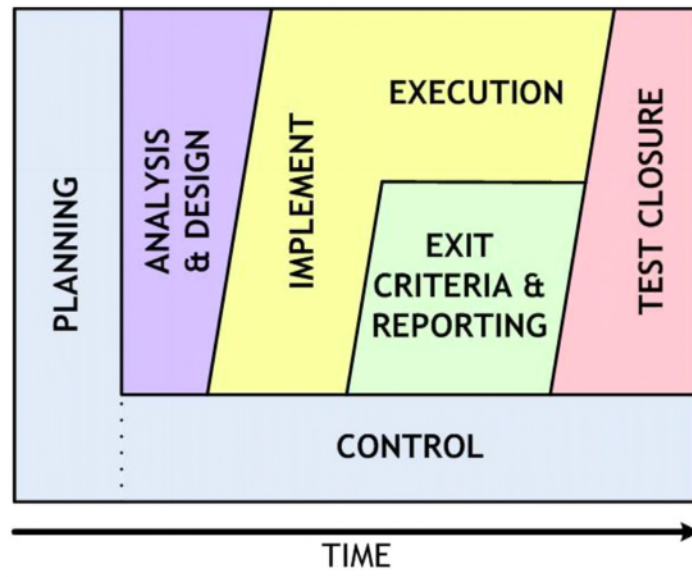 PLANNING
ANALYSIS
& DESIGN
IMPLEMENT
EXECUTION
EXIT
CRITERIA &
REPORTING
TEST CLOSURE
CONTROL
TIME